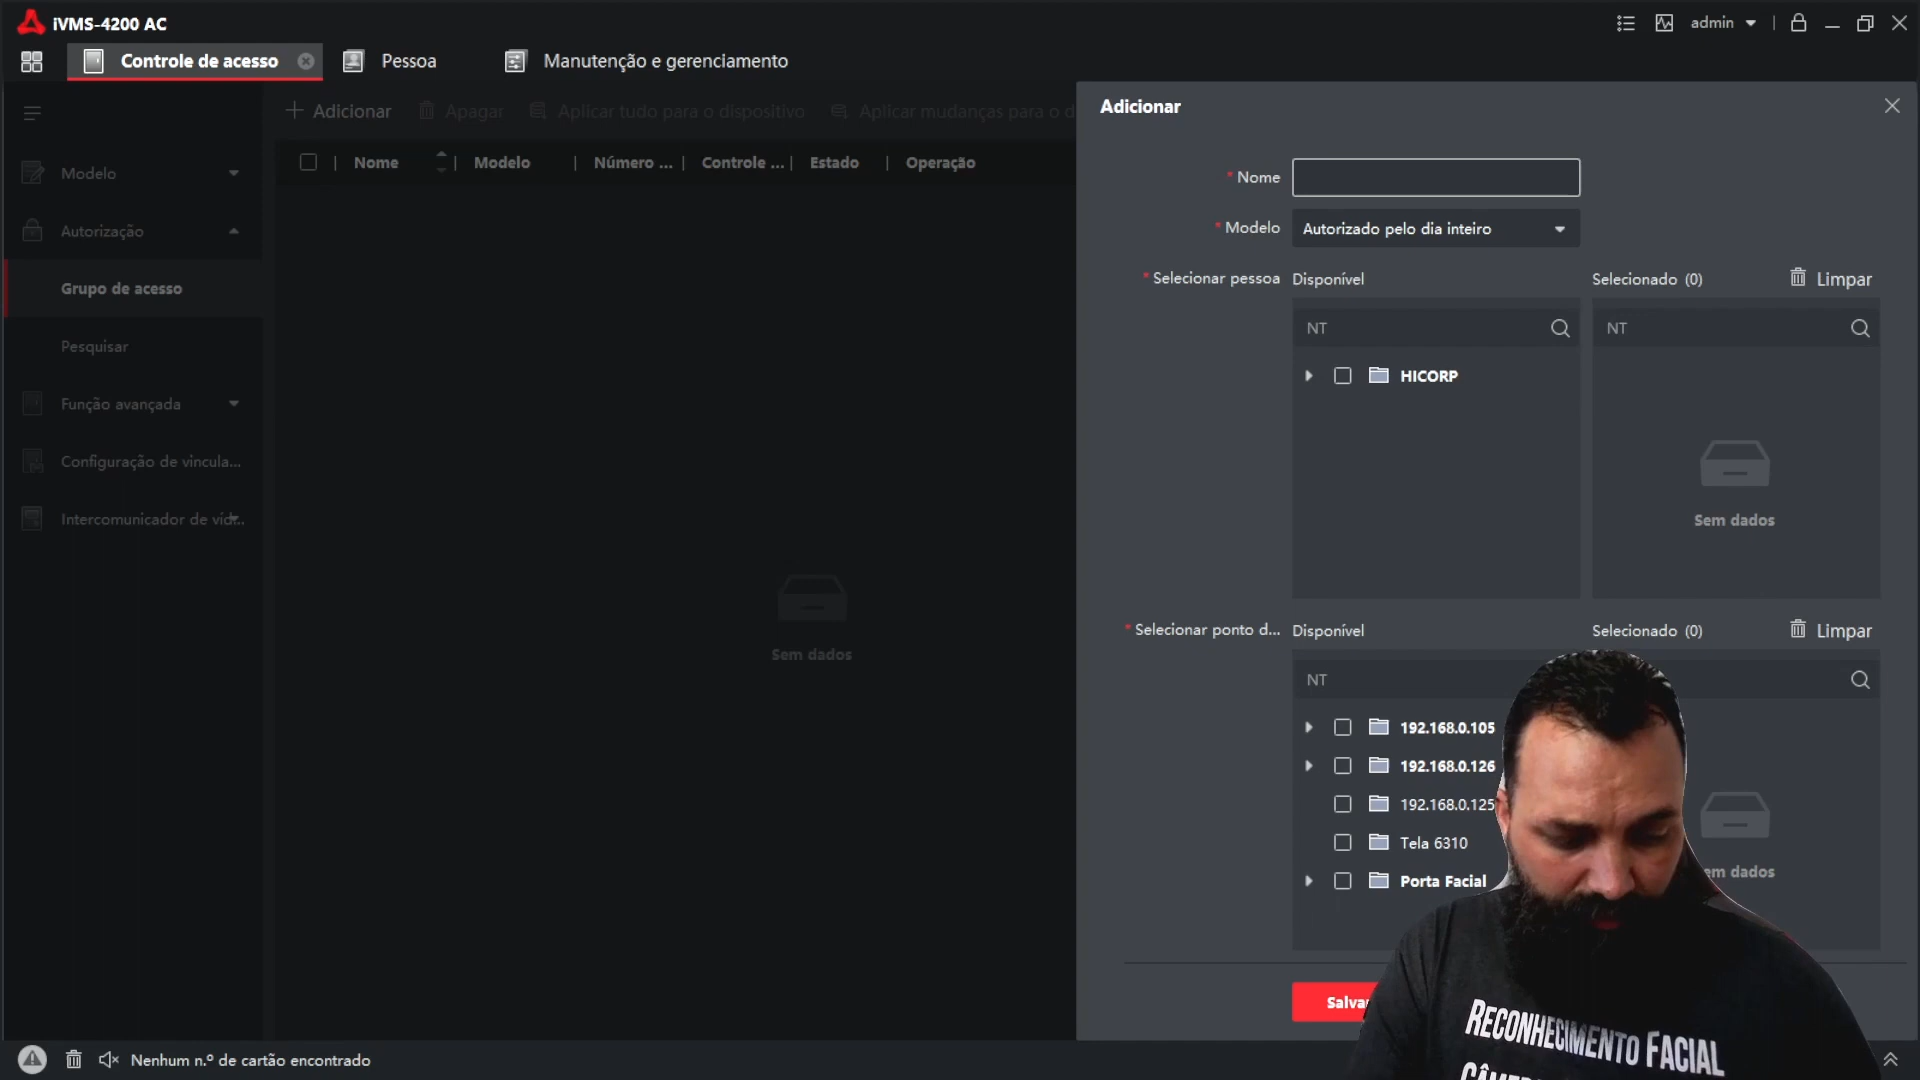 iVMS-4200 AC
admin
Controle de acesso
Pessoa
Manutenção e gerenciamento
Adicionar
Apagar
Aplicar tudo para o dispositivo
Aplicar mudanças para o d
Nome
Modelo
Número ...
Controle ...
Estado
Operação
Modelo
Autorização
Grupo de acesso
Pesquisar
Função avançada
Configuração de vincula...
Intercomunicador de víd...
Sem dados
Adicionar
* Nome
* Modelo
Autorizado pelo dia inteiro
* Selecionar pessoa
Disponível
Selecionado (0)
Limpar
NT
NT
HICORP
Sem dados
* Selecionar ponto d...
Disponível
Selecionado (0)
Limpar
NT
192.168.0.105
192.168.0.126
192.168.0.125
Tela 6310
Porta Facial
em dados
Salva
RECONHECIMENTO FACIAL
Nenhum n.º de cartão encontrado